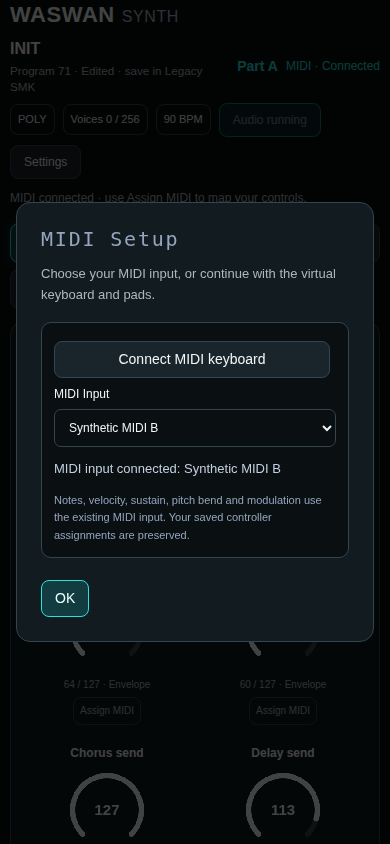 WASWAN SYNTH
INIT
Program 71 · Edited · save in Legacy
SMK
Part A MIDI · Connected
POLY
Voices 0 / 256
90 BPM
Audio running
Settings
MIDI connected · use Assign MIDI to map your controls.
MIDI Setup
Choose your MIDI input, or continue with the virtual
keyboard and pads.
Connect MIDI keyboard
MIDI Input
Synthetic MIDI B
MIDI input connected: Synthetic MIDI B
Notes, velocity, sustain, pitch bend and modulation use
the existing MIDI input. Your saved controller
assignments are preserved.
OK
64 / 127 · Envelope
60 / 127 · Envelope
Assign MIDI
Assign MIDI
Chorus send
Delay send
127
113